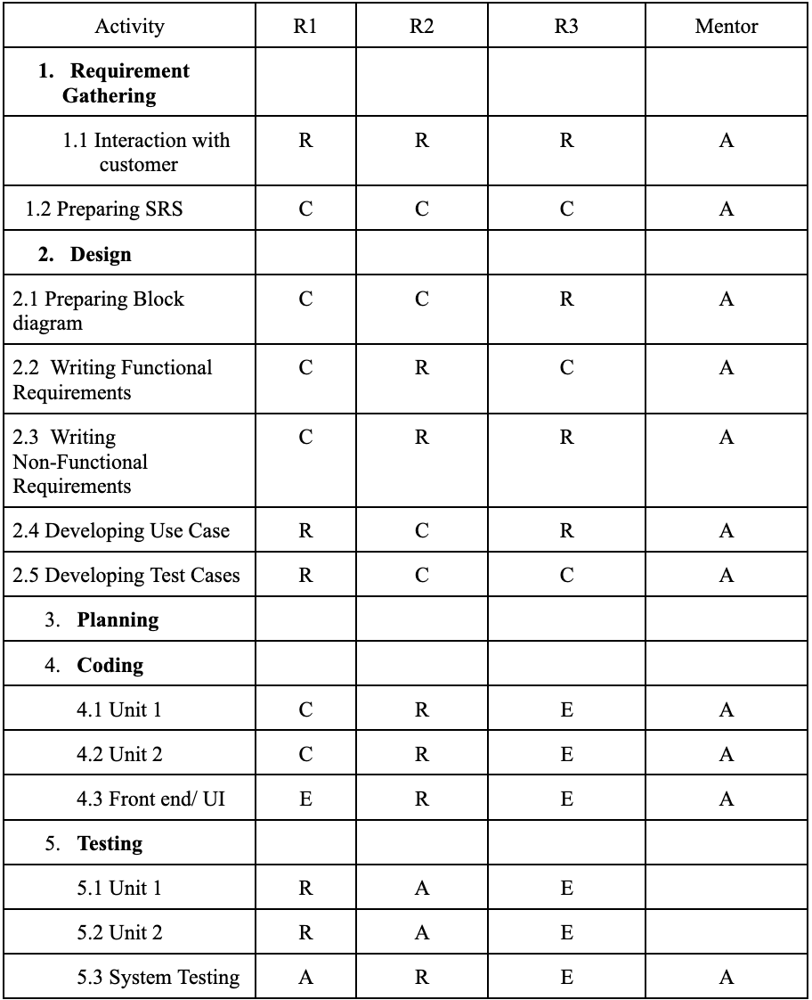 Activity R1 R2 R3 Mentor
1. Requirement
Gathering
1.1 Interaction with R R R A
customer
1.2 Preparing SRS C C C A
2. Design
2.1 Preparing Block C C R A
diagram
2.2 Writing Functional C R C A
Requirements
2.3 Writing C R R A
Non-Functional
Requirements
2.4 Developing Use Case R C R A
2.5 Developing Test Cases R C C A
3. Planning
4. Coding
4.1 Unit 1 C R E A
4.2 Unit 2 C R E A
4.3 Front end/ UI E R E A
5. Testing
5.1 Unit 1 R A E
5.2 Unit 2 R A E
5.3 System Testing A R E A